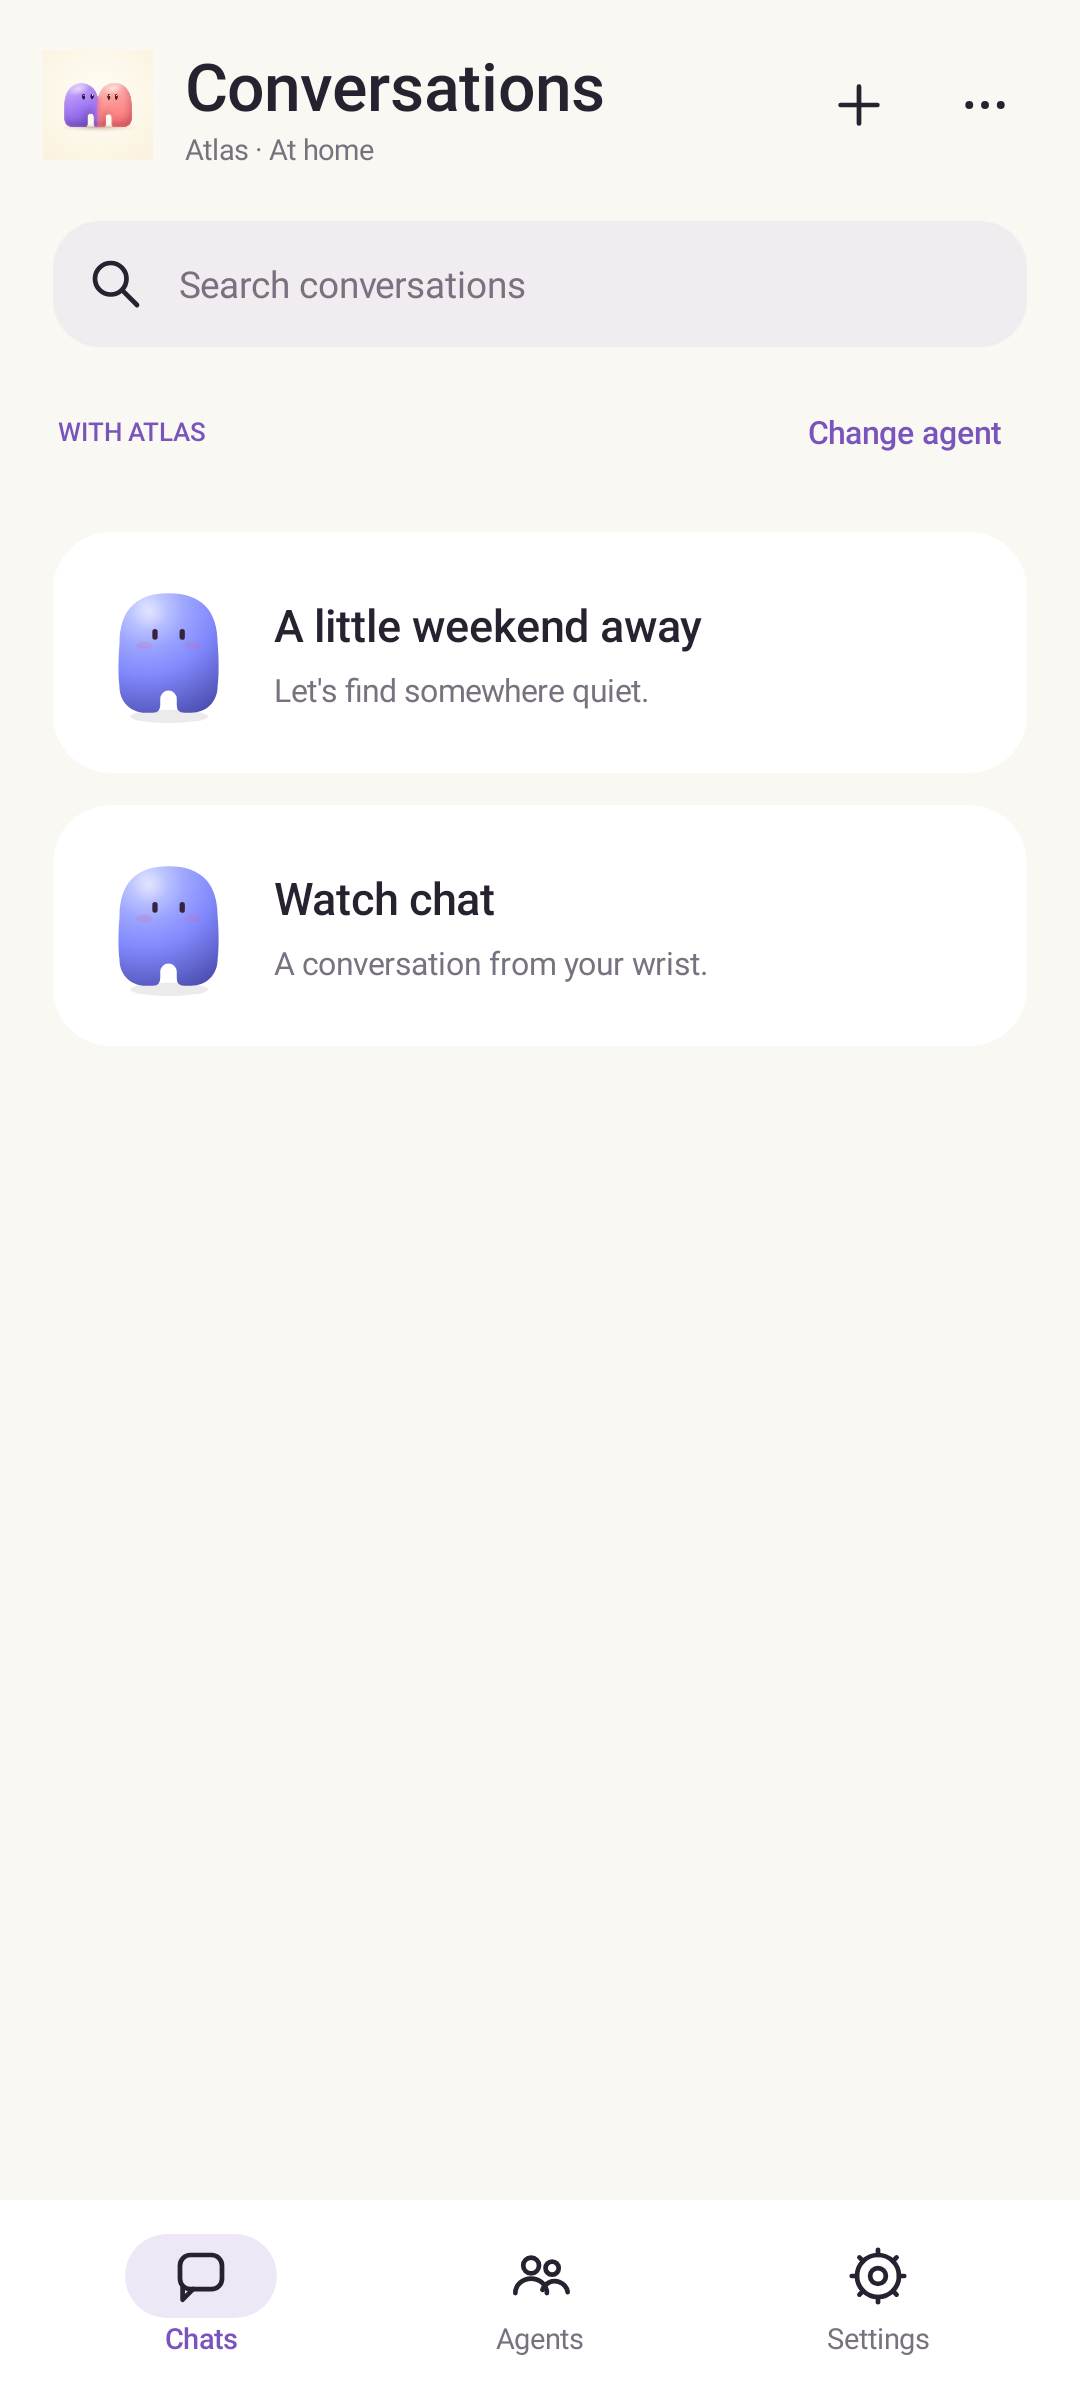 Conversations
Atlas · At home
Search conversations
WITH ATLAS
Change agent
A little weekend away
Let's find somewhere quiet.
Watch chat
A conversation from your wrist.
Chats
Agents
Settings